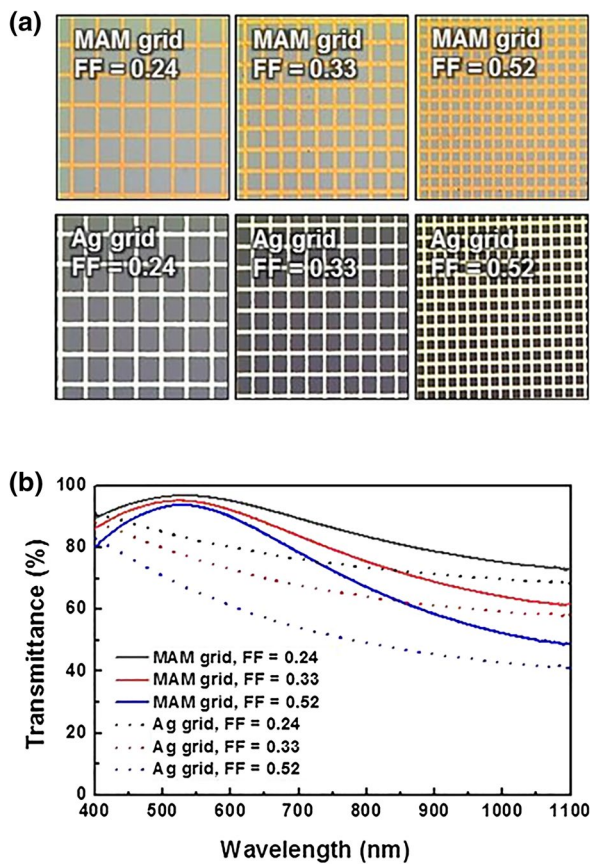 (a)
MAM grid
FF = 0.24
MAM grid
FF = 0.33
MAM grid
FF = 0.52
Ag grid
FF = 0.24
Ag grid
FF = 0.33
Ag grid
FF = 0.52
(b)
Transmittance (%)
100
80
60
40
20
0
MAM grid, FF = 0.24
MAM grid, FF = 0.33
MAM grid, FF = 0.52
Ag grid, FF = 0.24
Ag grid, FF = 0.33
Ag grid, FF = 0.52
400 500 600 700 800 900 1000 1100
Wavelength (nm)